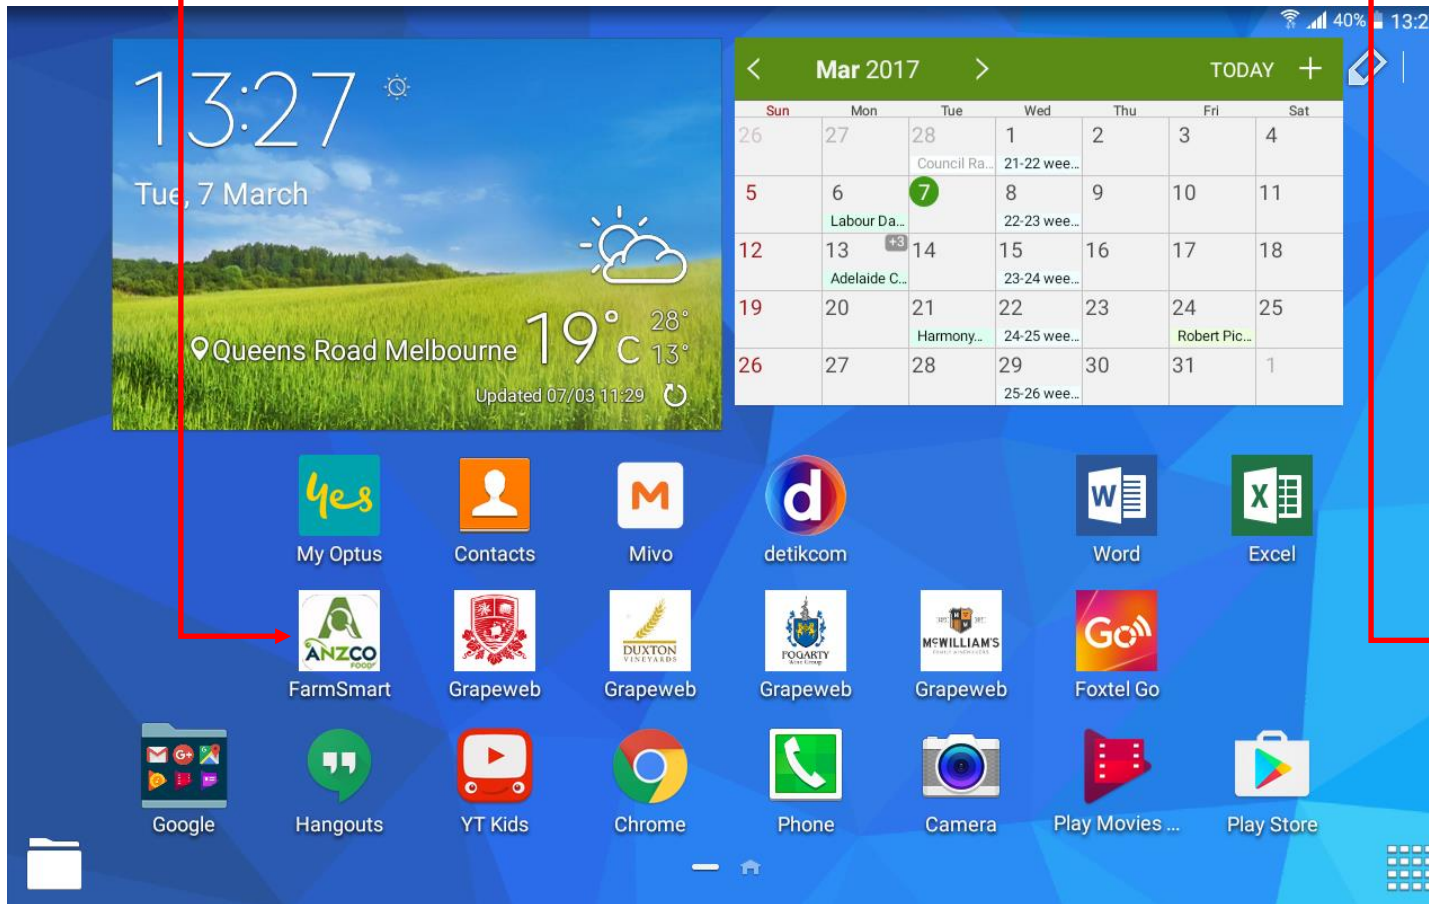 40% 13:2
13:27
Tue, 7 March
Queens Road Melbourne 19°C 28° 13°
Updated 07/03 11:29
Mar 2017 TODAY
Sun Mon Tue Wed Thu Fri Sat
26 27 28 1 2 3 4
Council Ra... 21-22 wee...
5 6 7 8 9 10 11
Labour Da... 22-23 wee...
12 13 +3 14 15 16 17 18
Adelaide C... 23-24 wee...
19 20 21 22 23 24 25
Harmony... 24-25 wee... Robert Pic...
26 27 28 29 30 31 1
25-26 wee...
yes M d W X
My Optus Contacts Mivo detikcom Word Excel
ANZCO FOODS
DUXTON VINEYARDS
FOGARTY Wine Group
McWILLIAM'S
GO
FarmSmart Grapeweb Grapeweb Grapeweb Grapeweb Foxtel Go
Google Hangouts YT Kids Chrome Phone Camera Play Movies ... Play Store